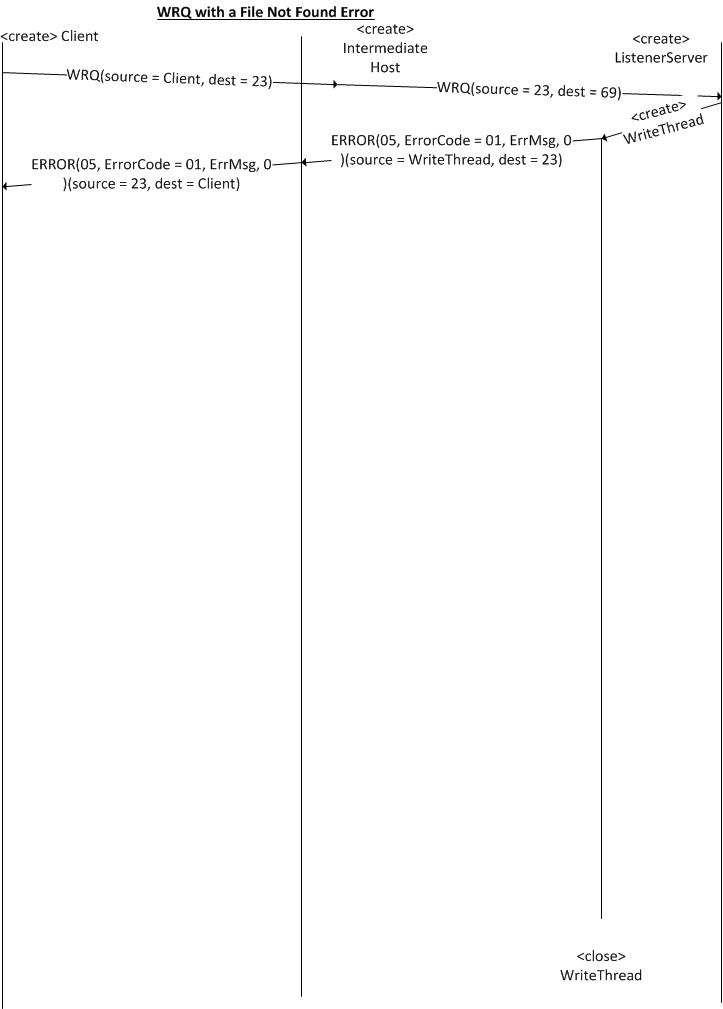 WRQ with a File Not Found Error
<create> Client
<create>
Intermediate
Host
<create>
ListenerServer
WRQ(source = Client, dest = 23)
WRQ(source = 23, dest = 69)
<create>
WriteThread
ERROR(05, ErrorCode = 01, ErrMsg, 0
)(source = WriteThread, dest = 23)
ERROR(05, ErrorCode = 01, ErrMsg, 0
)(source = 23, dest = Client)
<close>
WriteThread